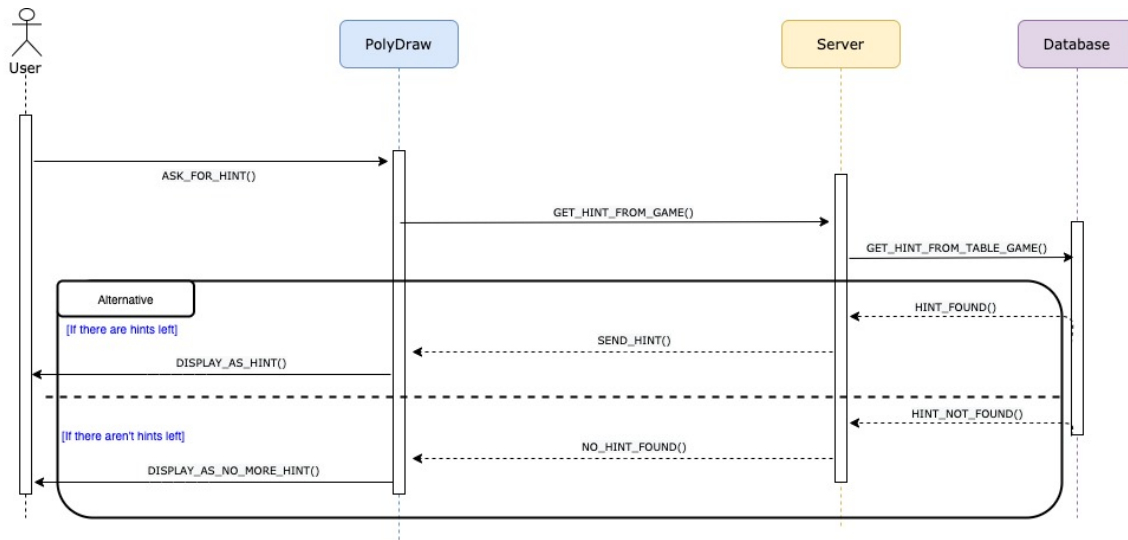 User
PolyDraw
Server
Database
ASK_FOR_HINT()
GET_HINT_FROM_GAME()
GET_HINT_FROM_TABLE_GAME()
Alternative
[If there are hints left]
HINT_FOUND()
SEND_HINT()
DISPLAY_AS_HINT()
HINT_NOT_FOUND()
[If there aren't hints left]
NO_HINT_FOUND()
DISPLAY_AS_NO_MORE_HINT()